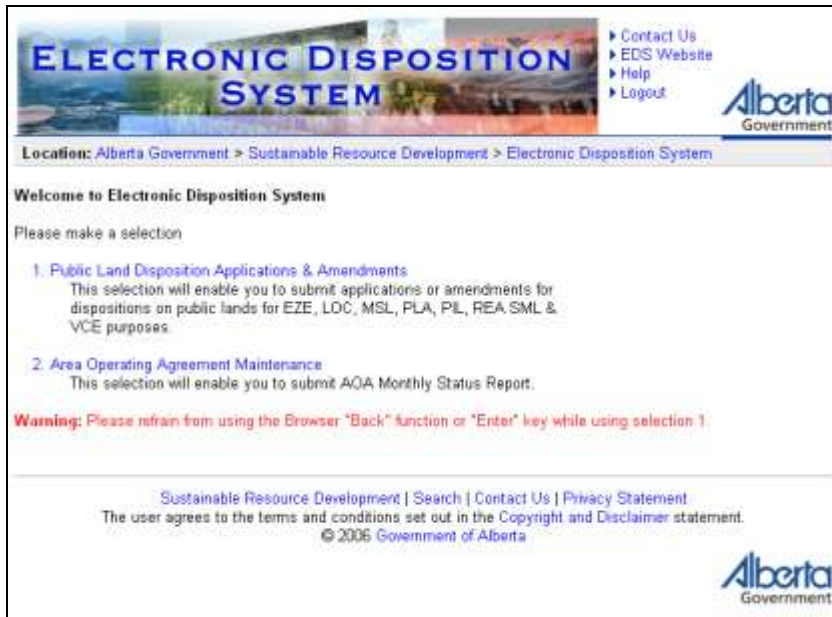 ELECTRONIC DISPOSITION
SYSTEM
Contact Us
EDS Website
Help
Logout
Alberta
Government
Location: Alberta Government > Sustainable Resource Development > Electronic Disposition System
Welcome to Electronic Disposition System
Please make a selection
1. Public Land Disposition Applications & Amendments
This selection will enable you to submit applications or amendments for
dispositions on public lands for EZE, LOC, MSL, PLA, PIL, REA SML &
VCE purposes.
2. Area Operating Agreement Maintenance
This selection will enable you to submit AOA Monthly Status Report.
Warning: Please refrain from using the Browser "Back" function or "Enter" key while using selection 1.
Sustainable Resource Development | Search | Contact Us | Privacy Statement
The user agrees to the terms and conditions set out in the Copyright and Disclaimer statement.
© 2006 Government of Alberta
Alberta
Government